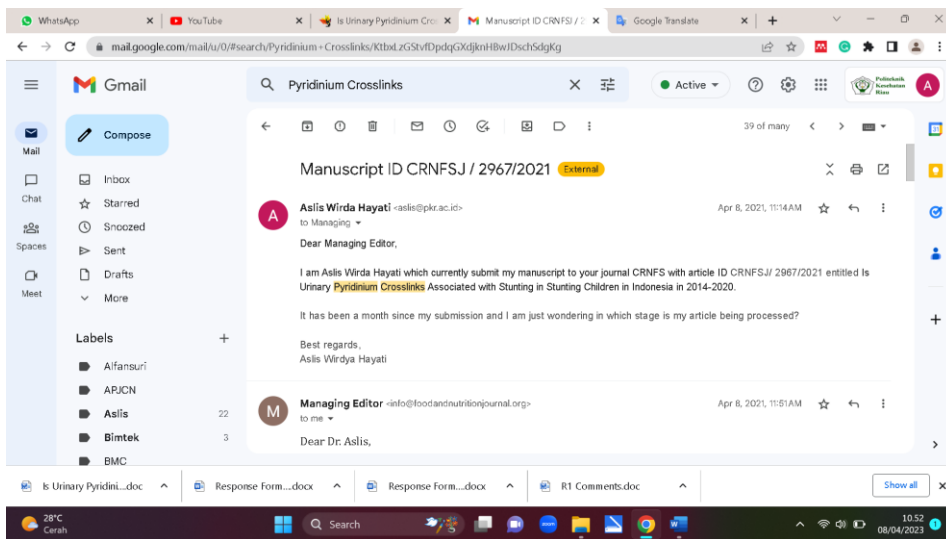 WhatsApp
YouTube
Is Urinary Pyridinium Cros
Manuscript ID CRNFSJ / 2
Google Translate
mail.google.com/mail/u/0/#search/Pyridinium+Crosslinks/KtbxLzGStvfDpdqGXdjknHBwJDschSdgKg
Gmail
Pyridinium Crosslinks
Active
Politeknik
Kesehatan
Riau
A
Mail
Chat
Spaces
Meet
Compose
Inbox
Starred
Snoozed
Sent
Drafts
More
Labels
Alfansuri
APJCN
Aslis 22
Bimtek 3
BMC
39 of many
31
Manuscript ID CRNFSJ / 2967/2021 External
A
Aslis Wirda Hayati <aslis@pkr.ac.id> Apr 8, 2021, 11:14 AM
to Managing
Dear Managing Editor,
I am Aslis Wirda Hayati which currently submit my manuscript to your journal CRNFS with article ID CRNFSJ/ 2967/2021 entitled Is
Urinary Pyridinium Crosslinks Associated with Stunting in Stunting Children in Indonesia in 2014-2020.
It has been a month since my submission and I am just wondering in which stage is my article being processed?
Best regards,
Aslis Wirdya Hayati
M
Managing Editor <info@foodandnutritionjournal.org> Apr 8, 2021, 11:51 AM
to me
Dear Dr. Aslis,
Is Urinary Pyridini....doc
Response Form....docx
Response Form....docx
R1 Comments.doc
Show all
28°C
Cerah
Search
10.52
08/04/2023
1